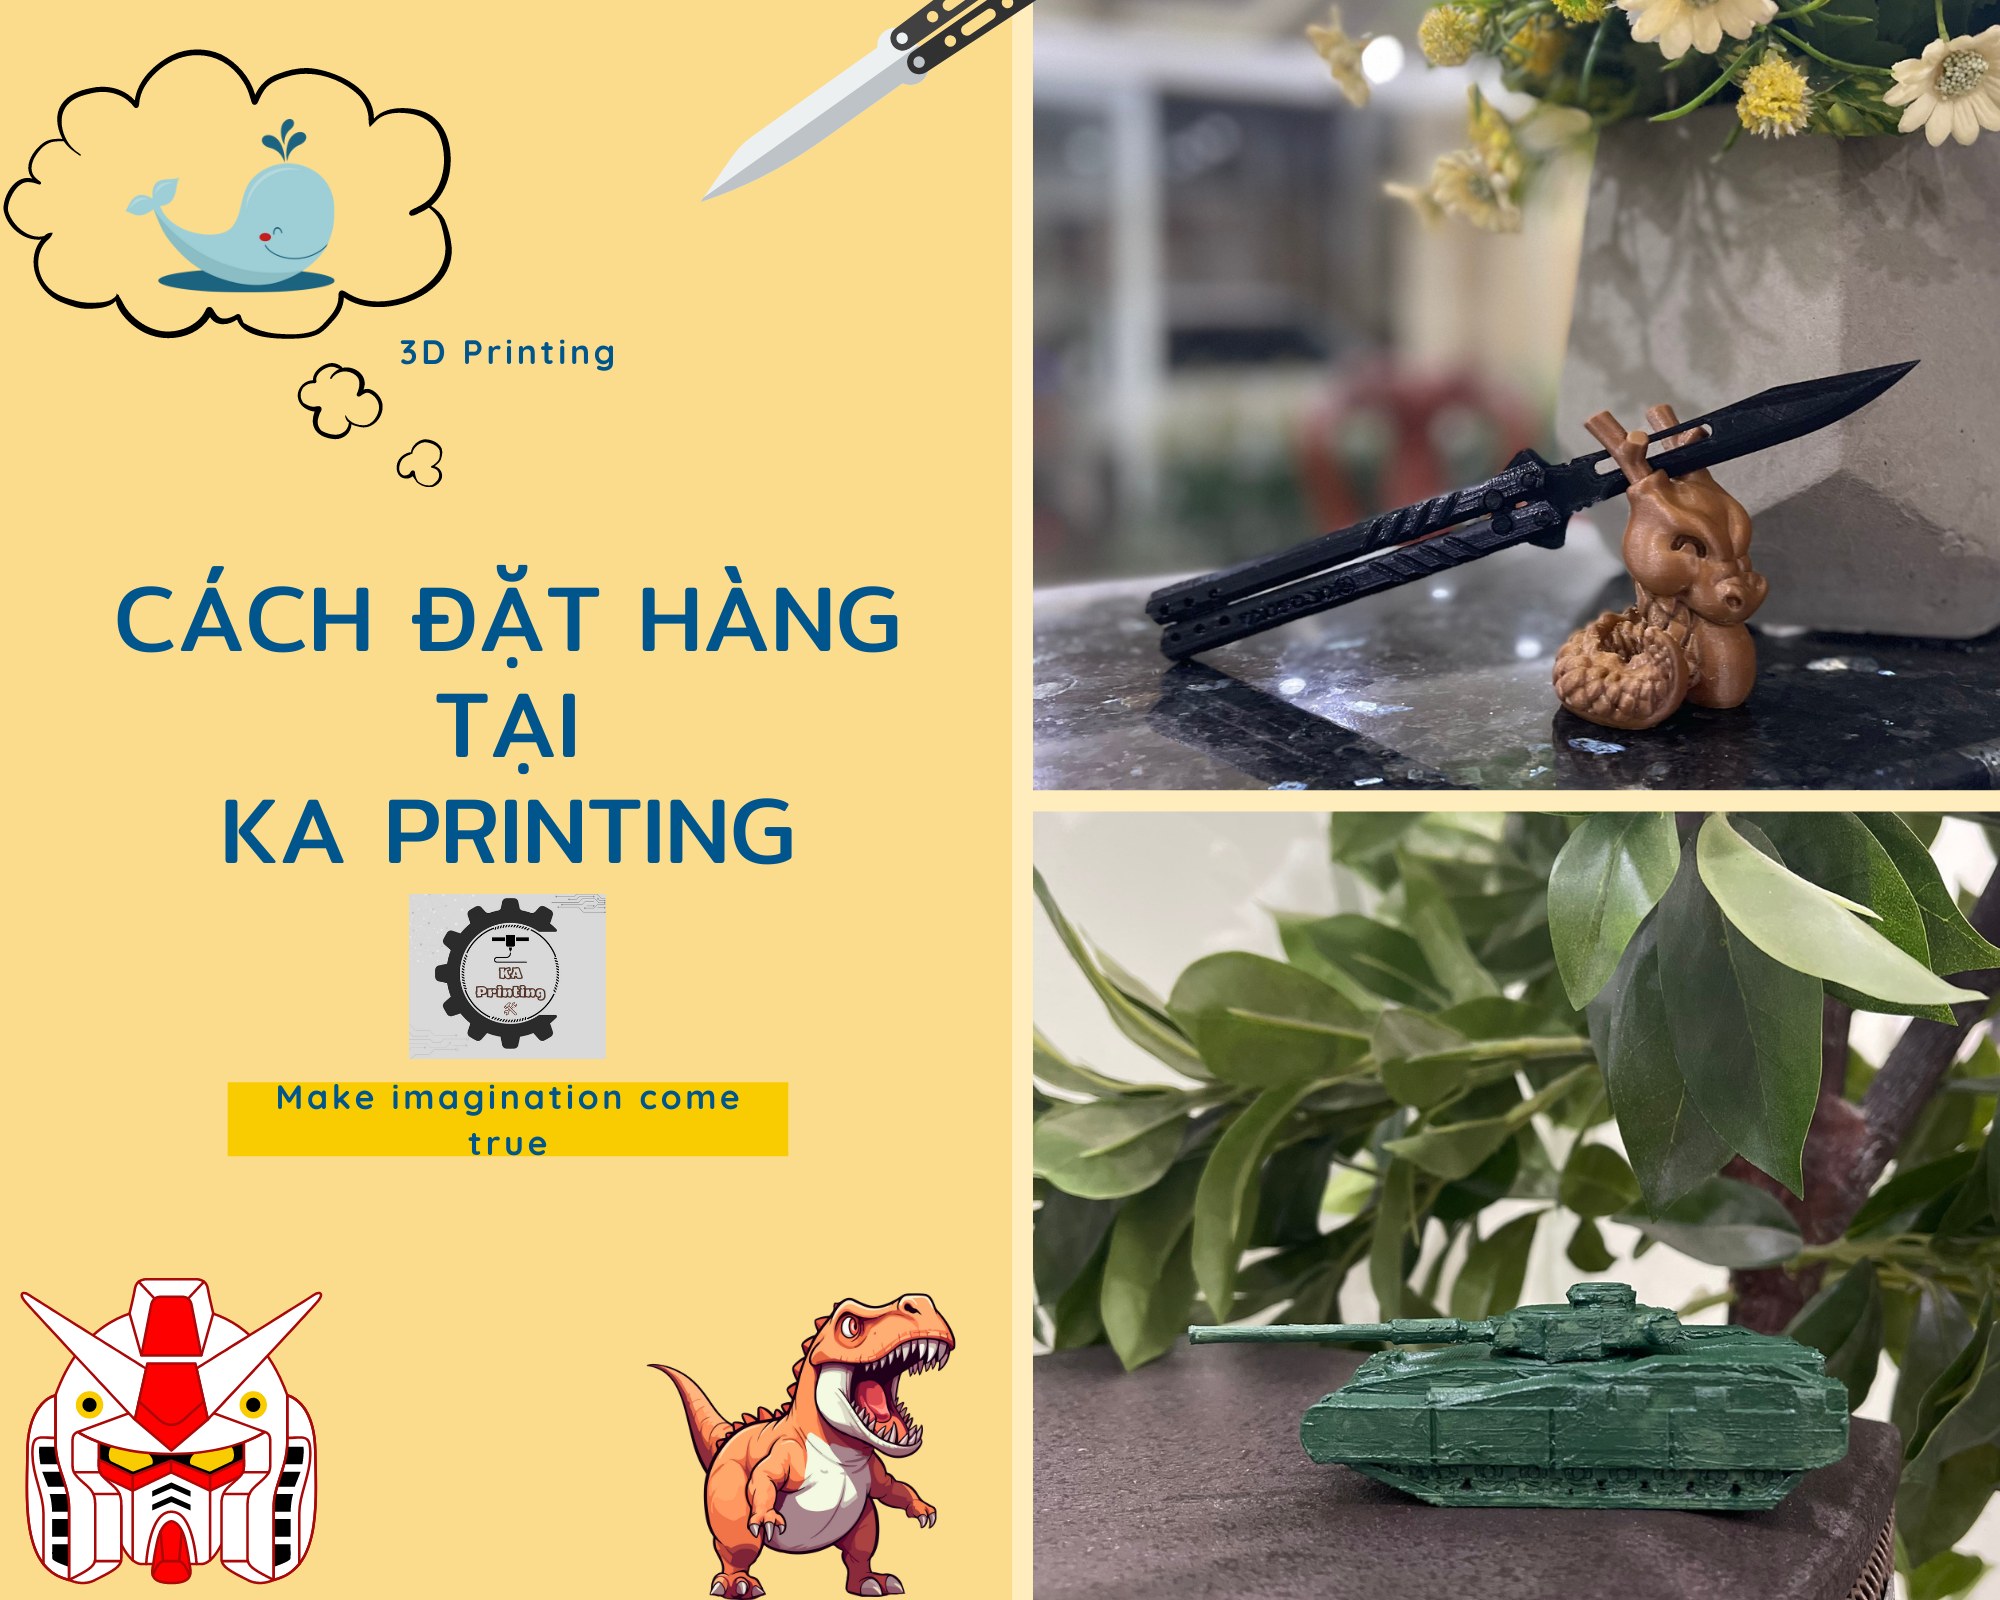 3D Printing
CÁCH ĐẶT HÀNG
TẠI
KA PRINTING
KA
Printing
Make imagination come
true